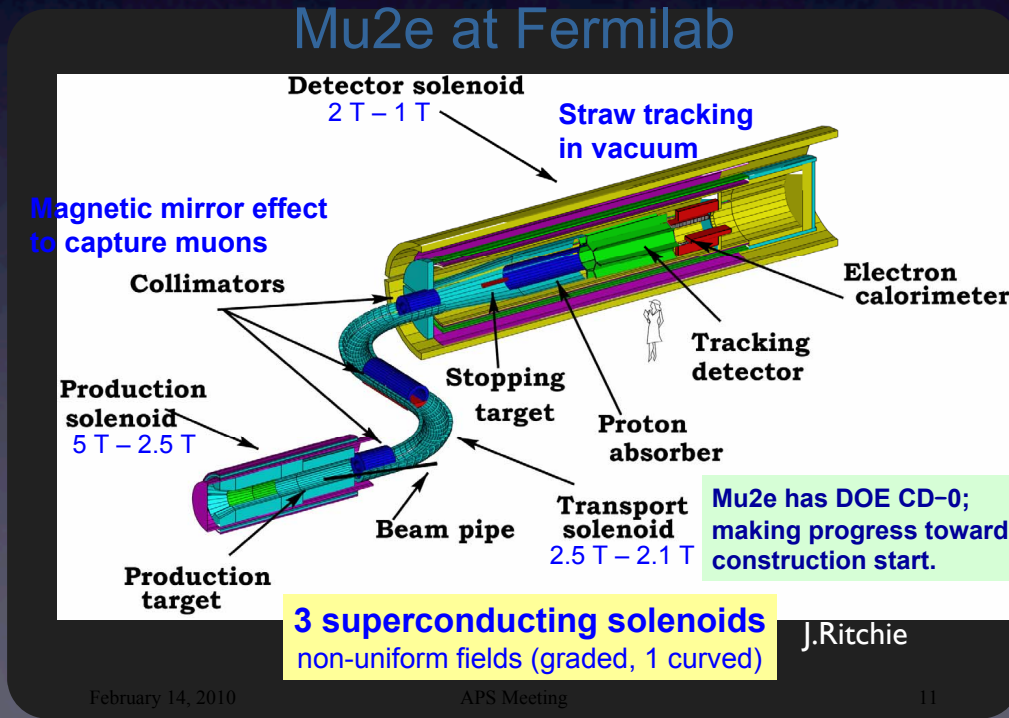 Mu2e at Fermilab
Detector solenoid
2 T – 1 T
Straw tracking
in vacuum
Magnetic mirror effect
to capture muons
Collimators
Electron
calorimeter
Tracking
detector
Stopping
target
Production
solenoid
5 T – 2.5 T
Proton
absorber
Beam pipe
Transport
solenoid
2.5 T – 2.1 T
Mu2e has DOE CD-0;
making progress toward
construction start.
Production
target
3 superconducting solenoids
non-uniform fields (graded, 1 curved)
J.Ritchie
February 14, 2010
APS Meeting
11